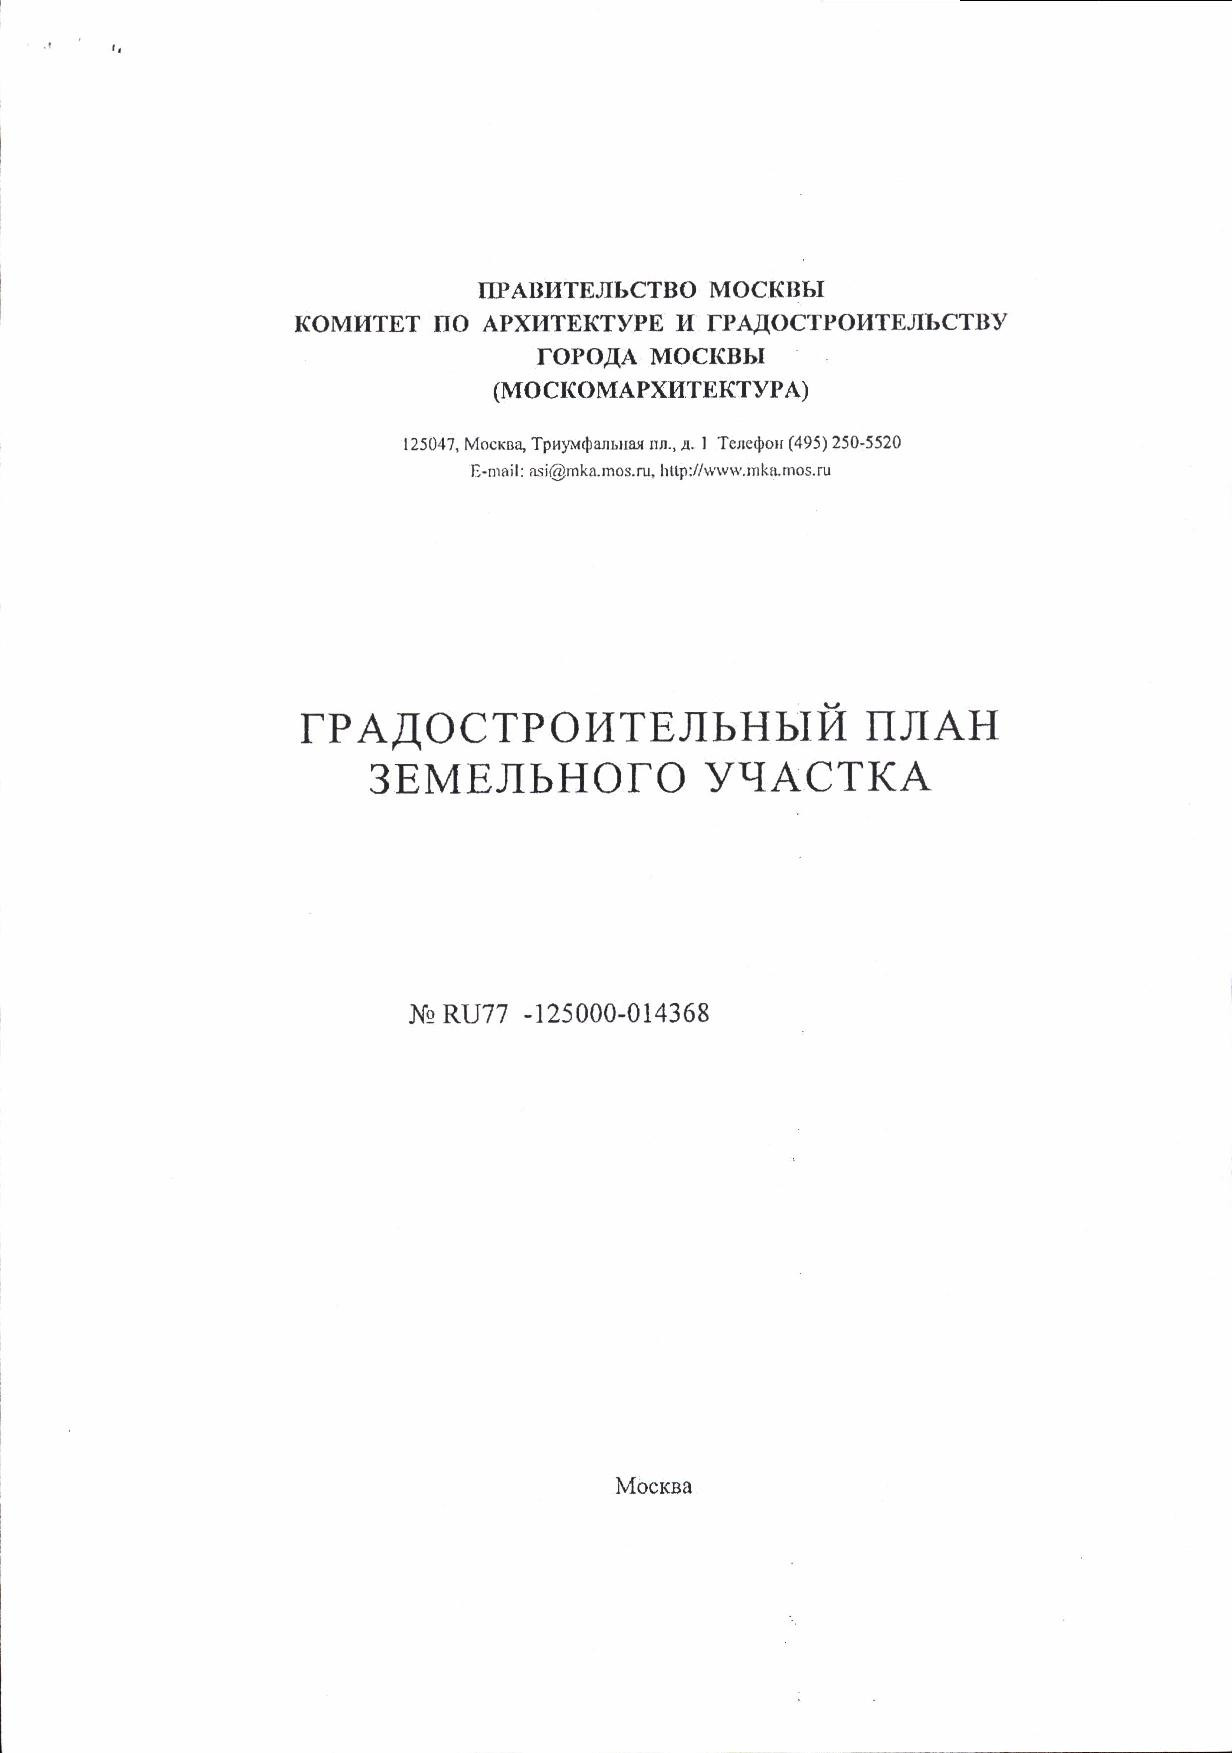 ПРАВИТЕЛЬСТВО МОСКВЫ
КОМИТЕТ ПО АРХИТЕКТУРЕ И ГРАДОСТРОИТЕЛЬСТВУ
ГОРОДА МОСКВЫ
(МОСКОМАРХИТЕКТУРА)
125047, Москва, Триумфальная пл., д. 1 Телефон (495) 250-5520
E-mail: asi@mka.mos.ru, http://www.mka.mos.ru
ГРАДОСТРОИТЕЛЬНЫЙ ПЛАН
ЗЕМЕЛЬНОГО УЧАСТКА
№ RU77 -125000-014368
Москва